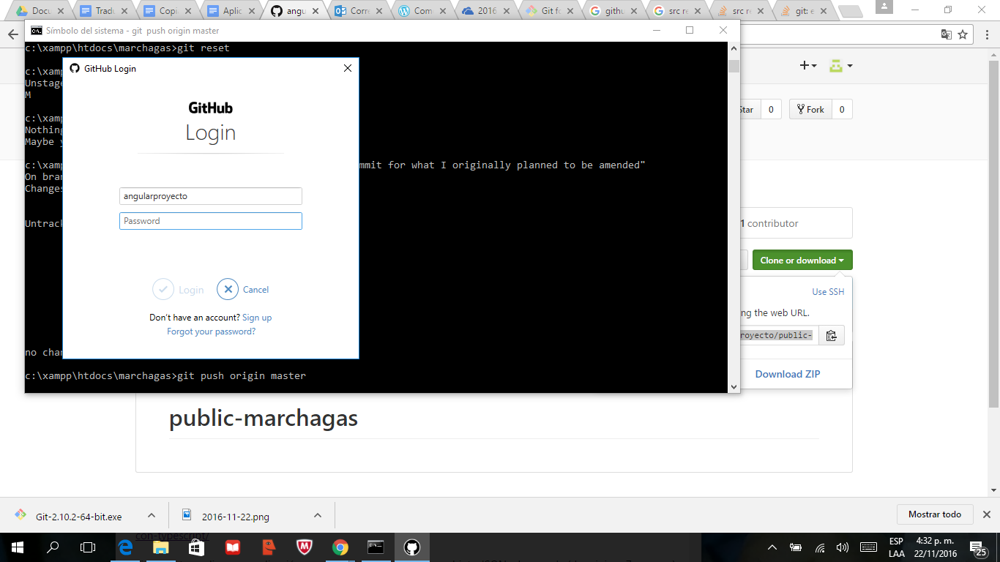 Docu
Tradu
Copi
Aplic
angu
Corre
Com
2016
Git fo
githu
src re
src re
git: e
Símbolo del sistema - git push origin master
c:\xampp\htdocs\marchagas>git reset
c:\xamp
Unstage
M
c:\xamp
Nothing
Maybe y
c:\xamp
mmit for what I originally planned to be amended"
On bran
Changes
Untrack
no chan
c:\xampp\htdocs\marchagas>git push origin master
GitHub Login
GitHub
Login
angularproyecto
Password
Login
Cancel
Don't have an account? Sign up
Forgot your password?
Star 0
Fork 0
1 contributor
Clone or download
Use SSH
ng the web URL.
royecto/public-
Download ZIP
public-marchagas
Git-2.10.2-64-bit.exe
2016-11-22.png
Mostrar todo
con-typescript/
ESP
LAA
4:32 p. m.
22/11/2016
25